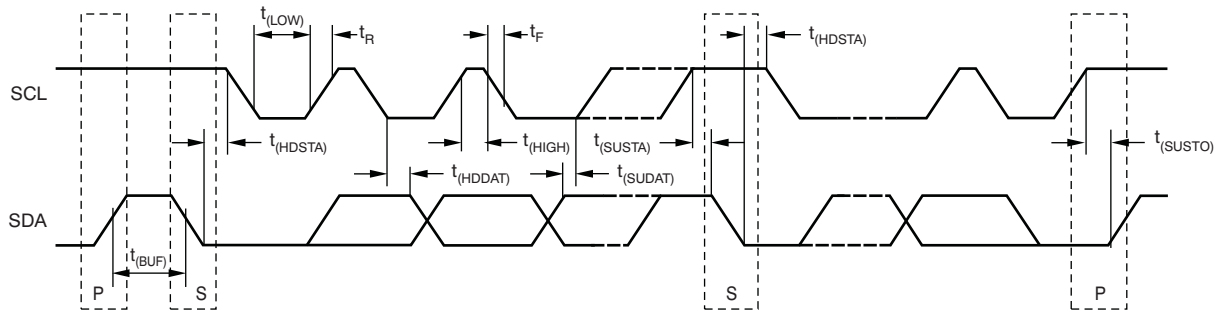 t(LOW)
tR
tF
t(HDSTA)
SCL
t(HDSTA)
t(HIGH)
t(SUSTA)
t(SUSTO)
t(HDDAT)
t(SUDAT)
SDA
t(BUF)
P
S
S
P